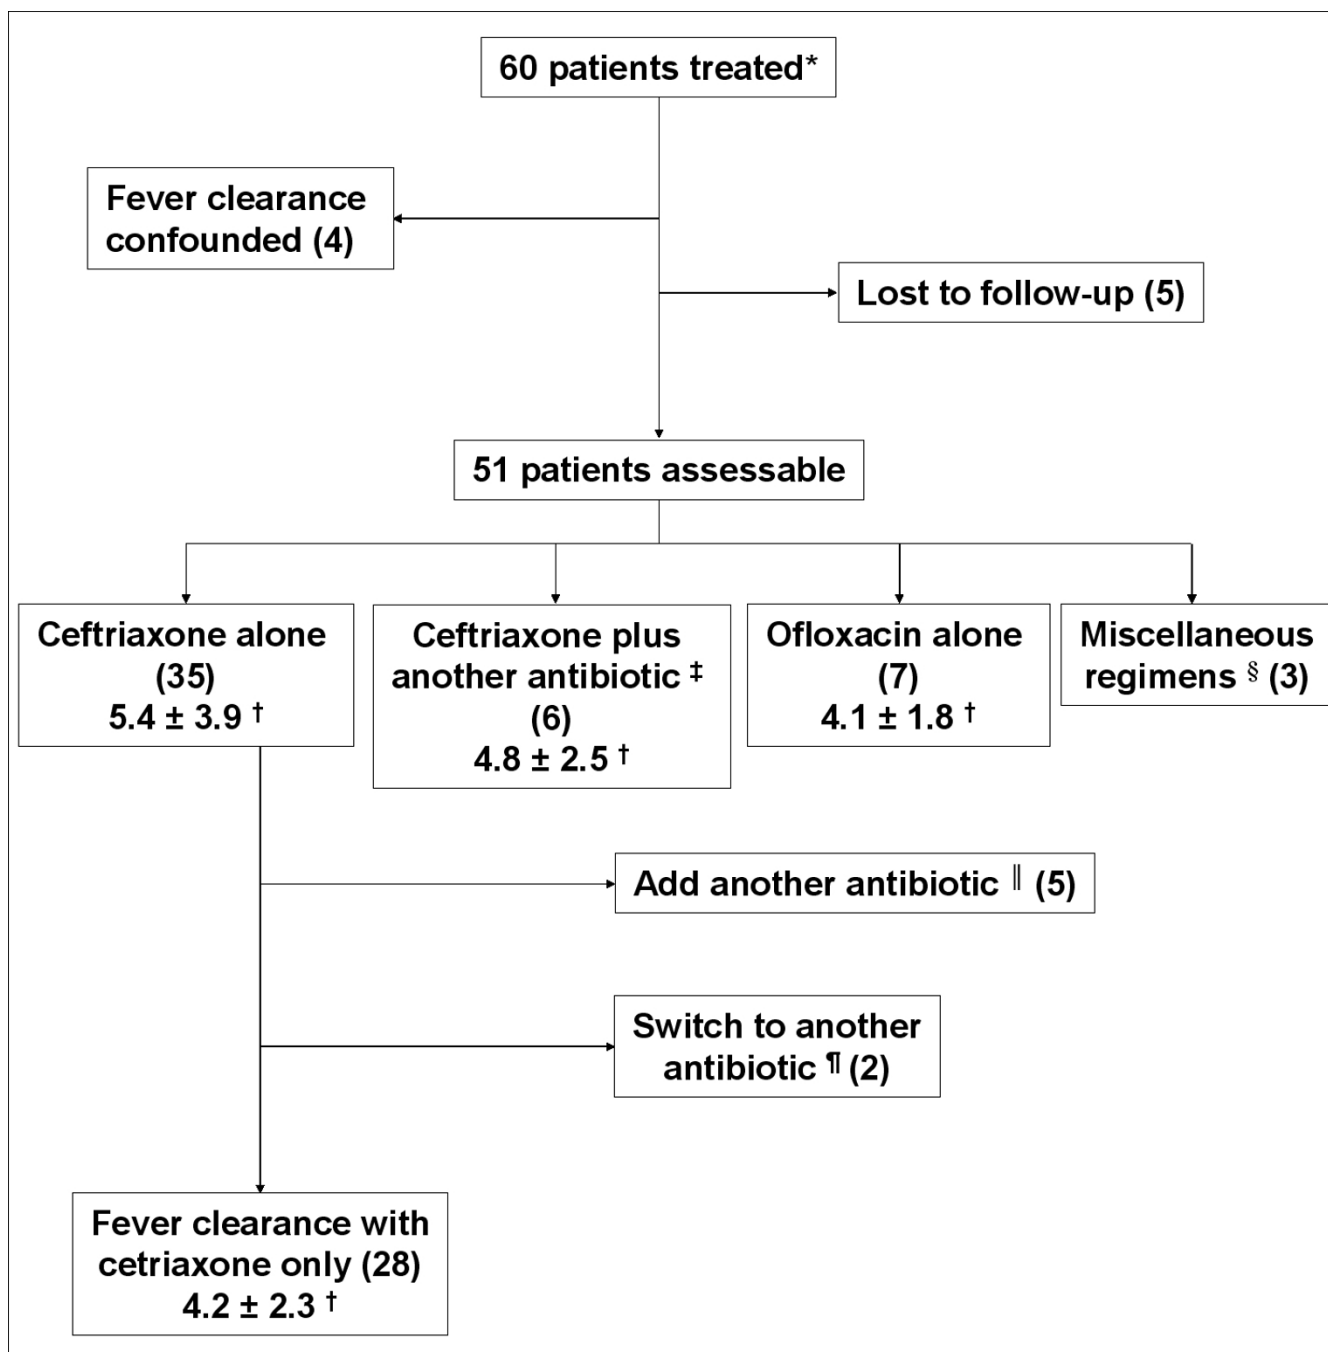 60 patients treated*
Fever clearance
confounded (4)
Lost to follow-up (5)
51 patients assessable
Ceftriaxone alone
(35)
5.4 ± 3.9 †
Ceftriaxone plus
another antibiotic ‡
(6)
4.8 ± 2.5 †
Ofloxacin alone
(7)
4.1 ± 1.8 †
Miscellaneous
regimens § (3)
Add another antibiotic ‖ (5)
Switch to another
antibiotic ¶ (2)
Fever clearance with
cetriaxone only (28)
4.2 ± 2.3 †